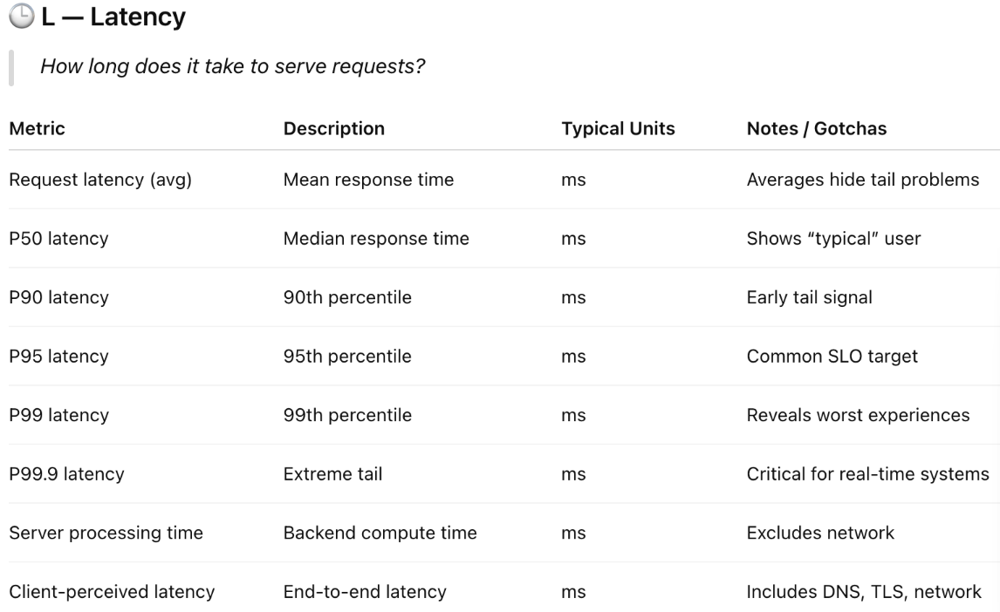 🕒 L — Latency
How long does it take to serve requests?
Metric Description Typical Units Notes / Gotchas
Request latency (avg) Mean response time ms Averages hide tail problems
P50 latency Median response time ms Shows “typical” user
P90 latency 90th percentile ms Early tail signal
P95 latency 95th percentile ms Common SLO target
P99 latency 99th percentile ms Reveals worst experiences
P99.9 latency Extreme tail ms Critical for real-time systems
Server processing time Backend compute time ms Excludes network
Client-perceived latency End-to-end latency ms Includes DNS, TLS, network